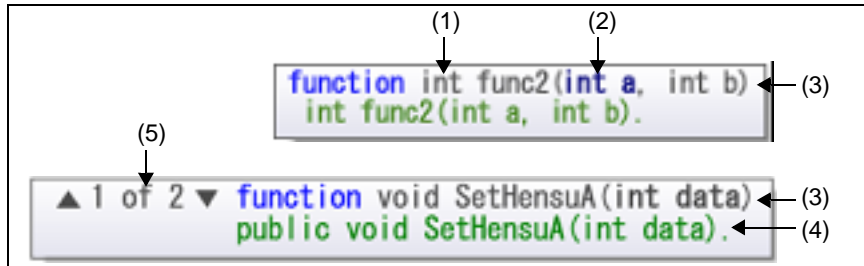 (1) (2)
function int func2(int a, int b) (3)
int func2(int a, int b).
(5)
▲ 1 of 2 ▼ function void SetHensuA(int data) (3)
public void SetHensuA(int data). (4)